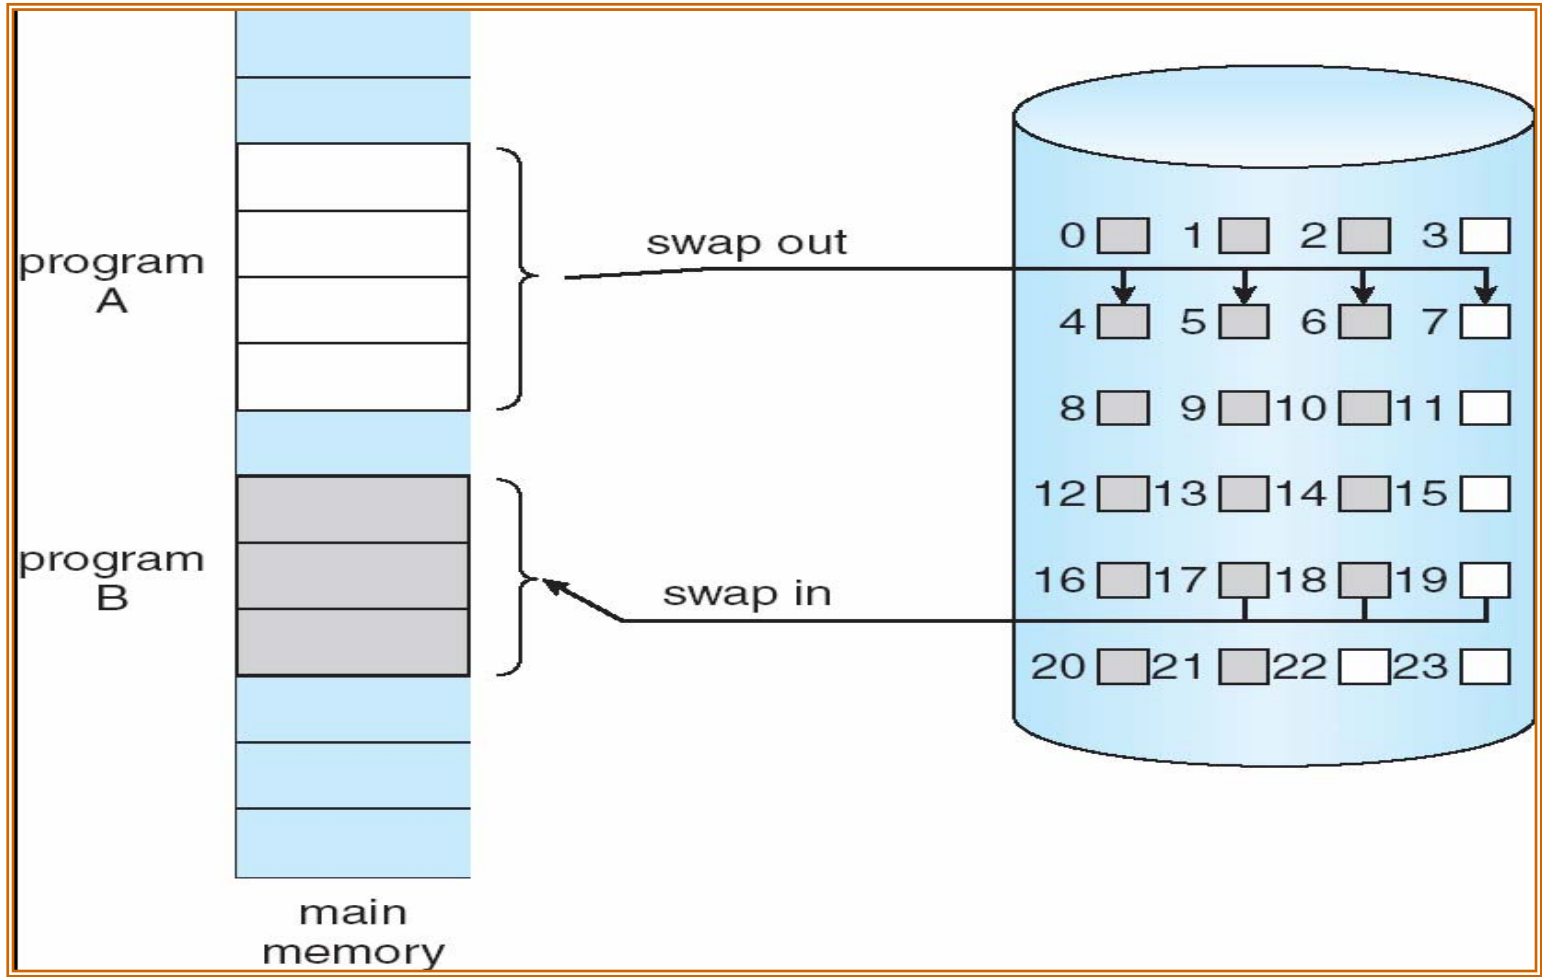 program
A
swap out
0 1 2 3
4 5 6 7
8 9 10 11
12 13 14 15
program
B
swap in
16 17 18 19
20 21 22 23
main
memory